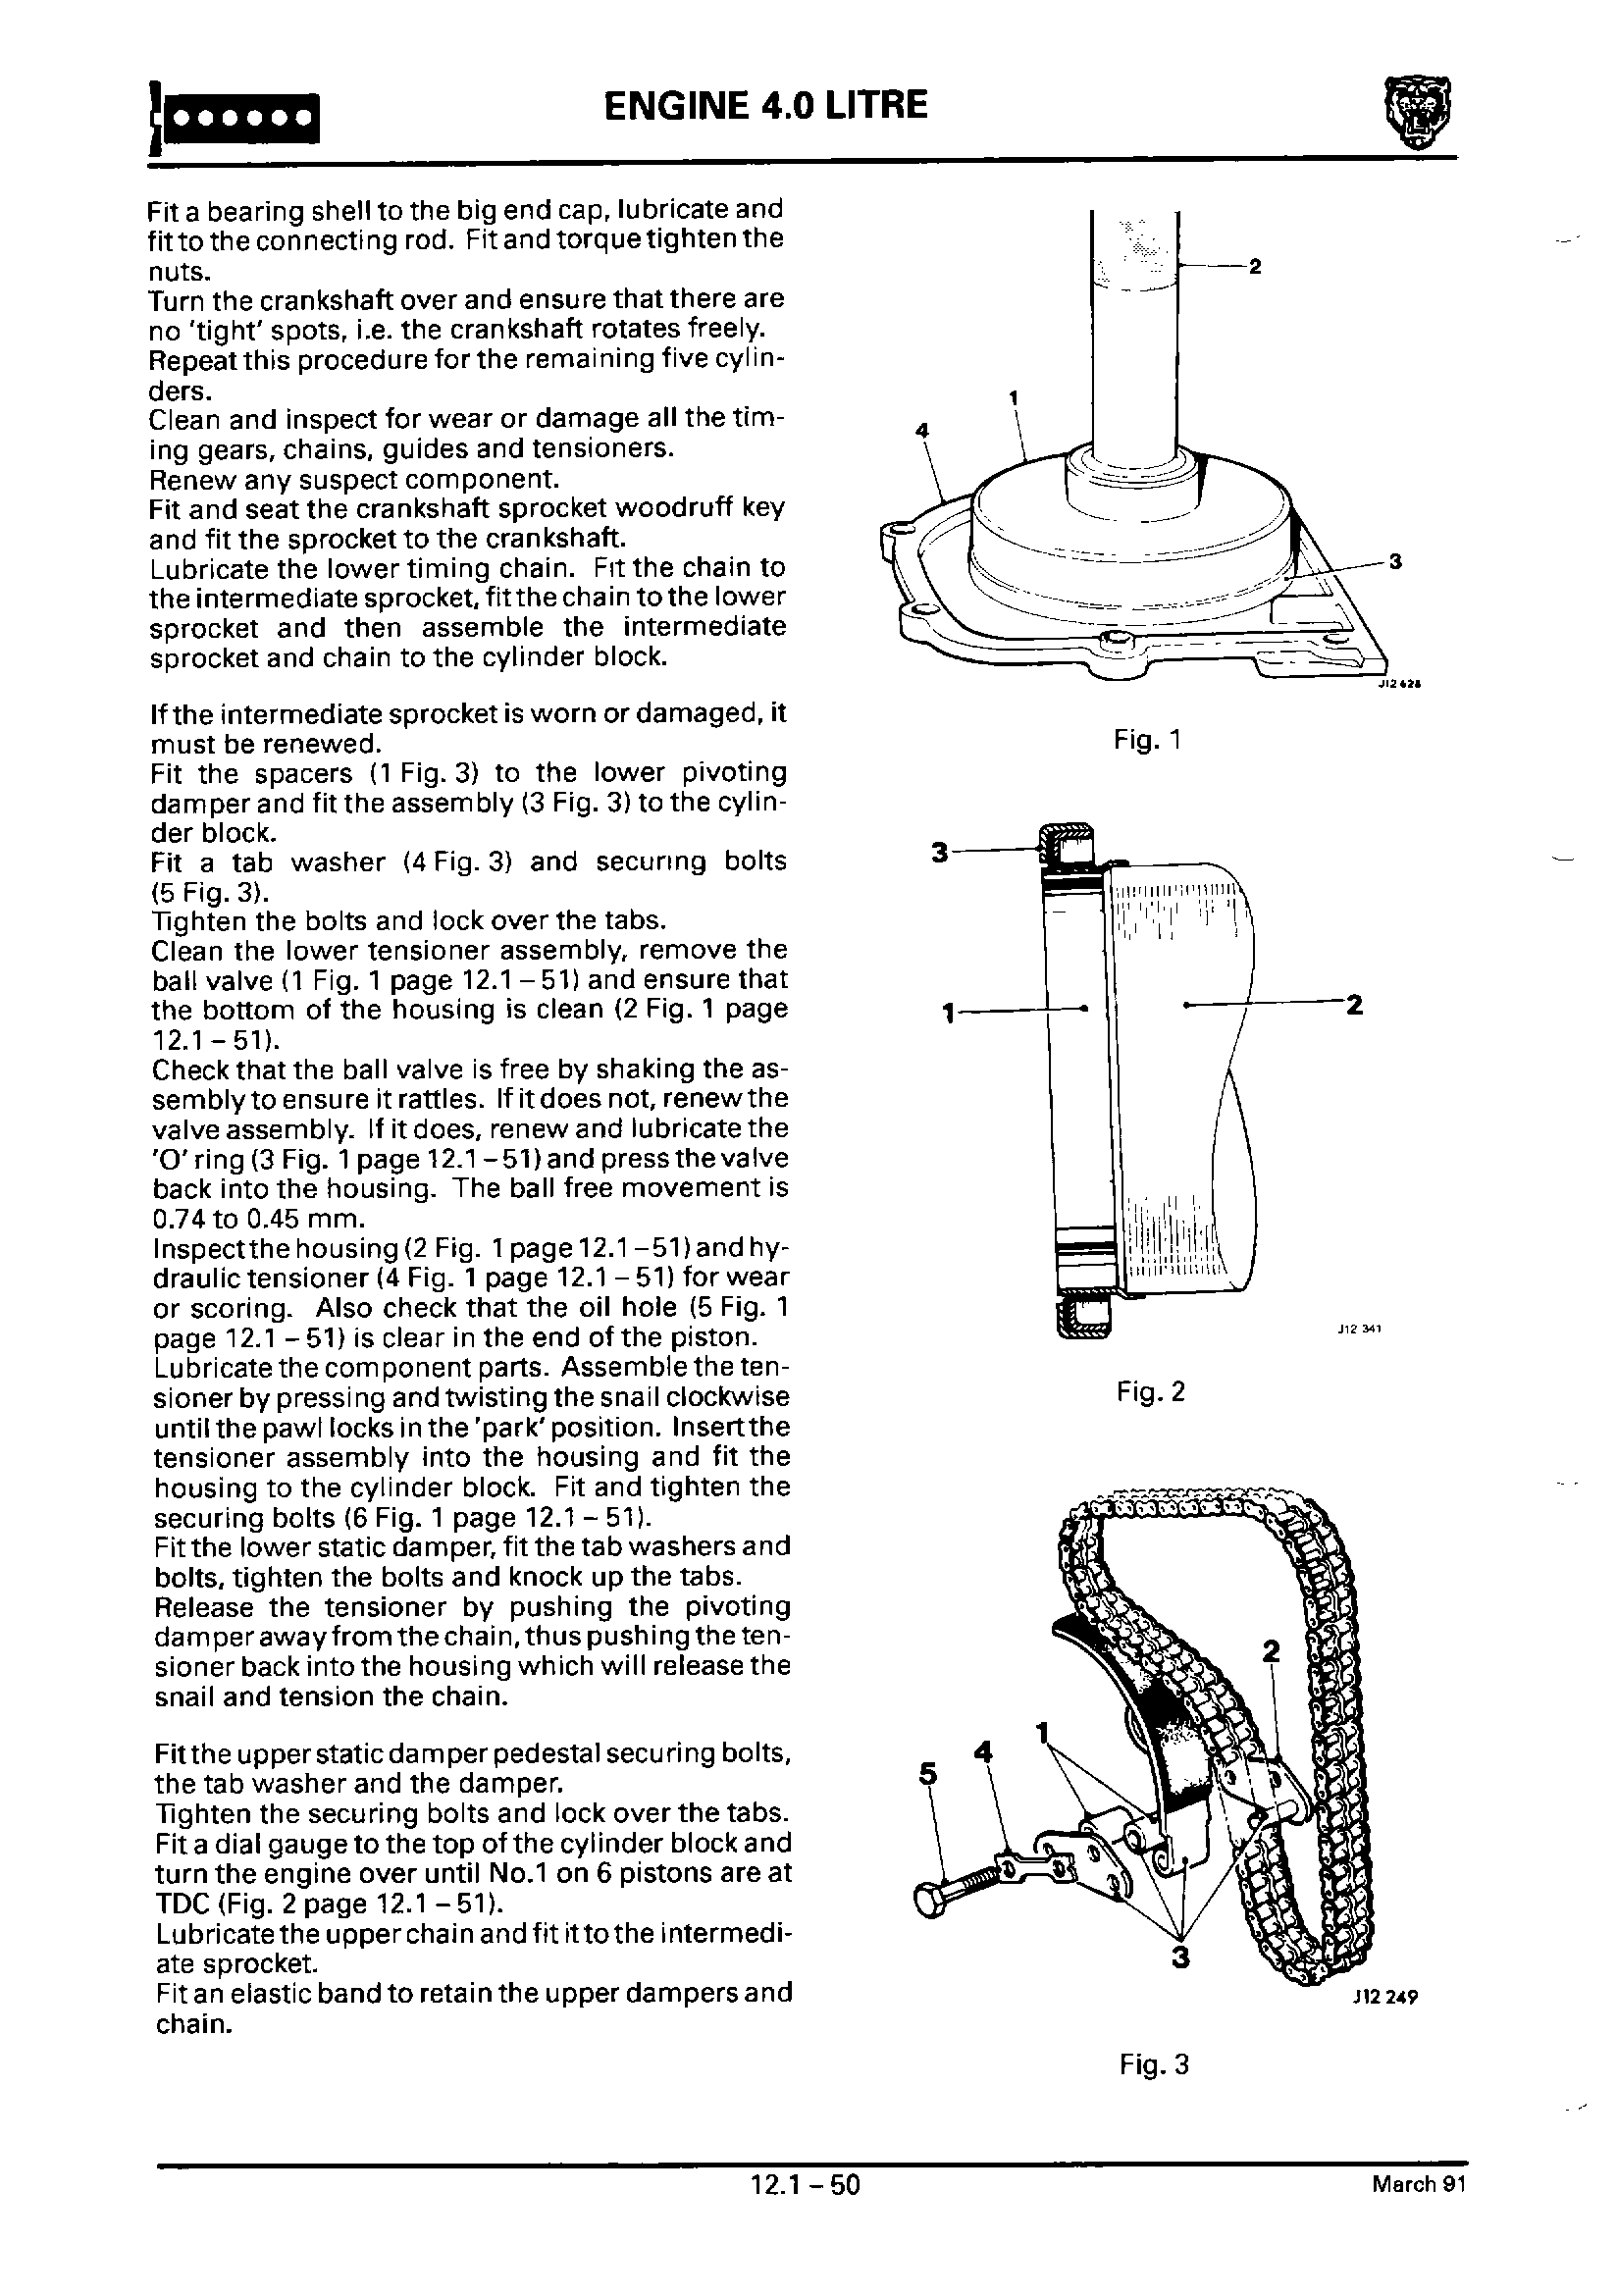 ENGINE 4.0 LITRE
Fit a bearing shell to the big end cap, lubricate and
fit to the connecting rod. Fit and torque tighten the
nuts.
Turn the crankshaft over and ensure that there are
no 'tight' spots, i.e. the crankshaft rotates freely.
Repeat this procedure for the remaining five cylin-
ders.
Clean and inspect for wear or damage all the tim-
ing gears, chains, guides and tensioners.
Renew any suspect component.
Fit and seat the crankshaft sprocket woodruff key
and fit the sprocket to the crankshaft.
Lubricate the lower timing chain. Fit the chain to
the intermediate sprocket, fit the chain to the lower
sprocket and then assemble the intermediate
sprocket and chain to the cylinder block.
If the intermediate sprocket is worn or damaged, it
must be renewed.
Fit the spacers (1 Fig. 3) to the lower pivoting
damper and fit the assembly (3 Fig. 3) to the cylin-
der block.
Fit a tab washer (4 Fig. 3) and securing bolts
(5 Fig. 3).
Tighten the bolts and lock over the tabs.
Clean the lower tensioner assembly, remove the
ball valve (1 Fig. 1 page 12.1 – 51) and ensure that
the bottom of the housing is clean (2 Fig. 1 page
12.1 – 51).
Check that the ball valve is free by shaking the as-
sembly to ensure it rattles. If it does not, renew the
valve assembly. If it does, renew and lubricate the
'O' ring (3 Fig. 1 page 12.1 – 51) and press the valve
back into the housing. The ball free movement is
0.74 to 0.45 mm.
Inspect the housing (2 Fig. 1 page 12.1 – 51) and hy-
draulic tensioner (4 Fig. 1 page 12.1 – 51) for wear
or scoring. Also check that the oil hole (5 Fig. 1
page 12.1 – 51) is clear in the end of the piston.
Lubricate the component parts. Assemble the ten-
sioner by pressing and twisting the snail clockwise
until the pawl locks in the 'park' position. Insert the
tensioner assembly into the housing and fit the
housing to the cylinder block. Fit and tighten the
securing bolts (6 Fig. 1 page 12.1 – 51).
Fit the lower static damper, fit the tab washers and
bolts, tighten the bolts and knock up the tabs.
Release the tensioner by pushing the pivoting
damper away from the chain, thus pushing the ten-
sioner back into the housing which will release the
snail and tension the chain.
Fit the upper static damper pedestal securing bolts,
the tab washer and the damper.
Tighten the securing bolts and lock over the tabs.
Fit a dial gauge to the top of the cylinder block and
turn the engine over until No.1 on 6 pistons are at
TDC (Fig. 2 page 12.1 – 51).
Lubricate the upper chain and fit it to the intermedi-
ate sprocket.
Fit an elastic band to retain the upper dampers and
chain.
2
1
4
3
J12 628
Fig. 1
3
1
2
J12 341
Fig. 2
2
1
4
5
3
J12 249
Fig. 3
12.1 – 50
March 91